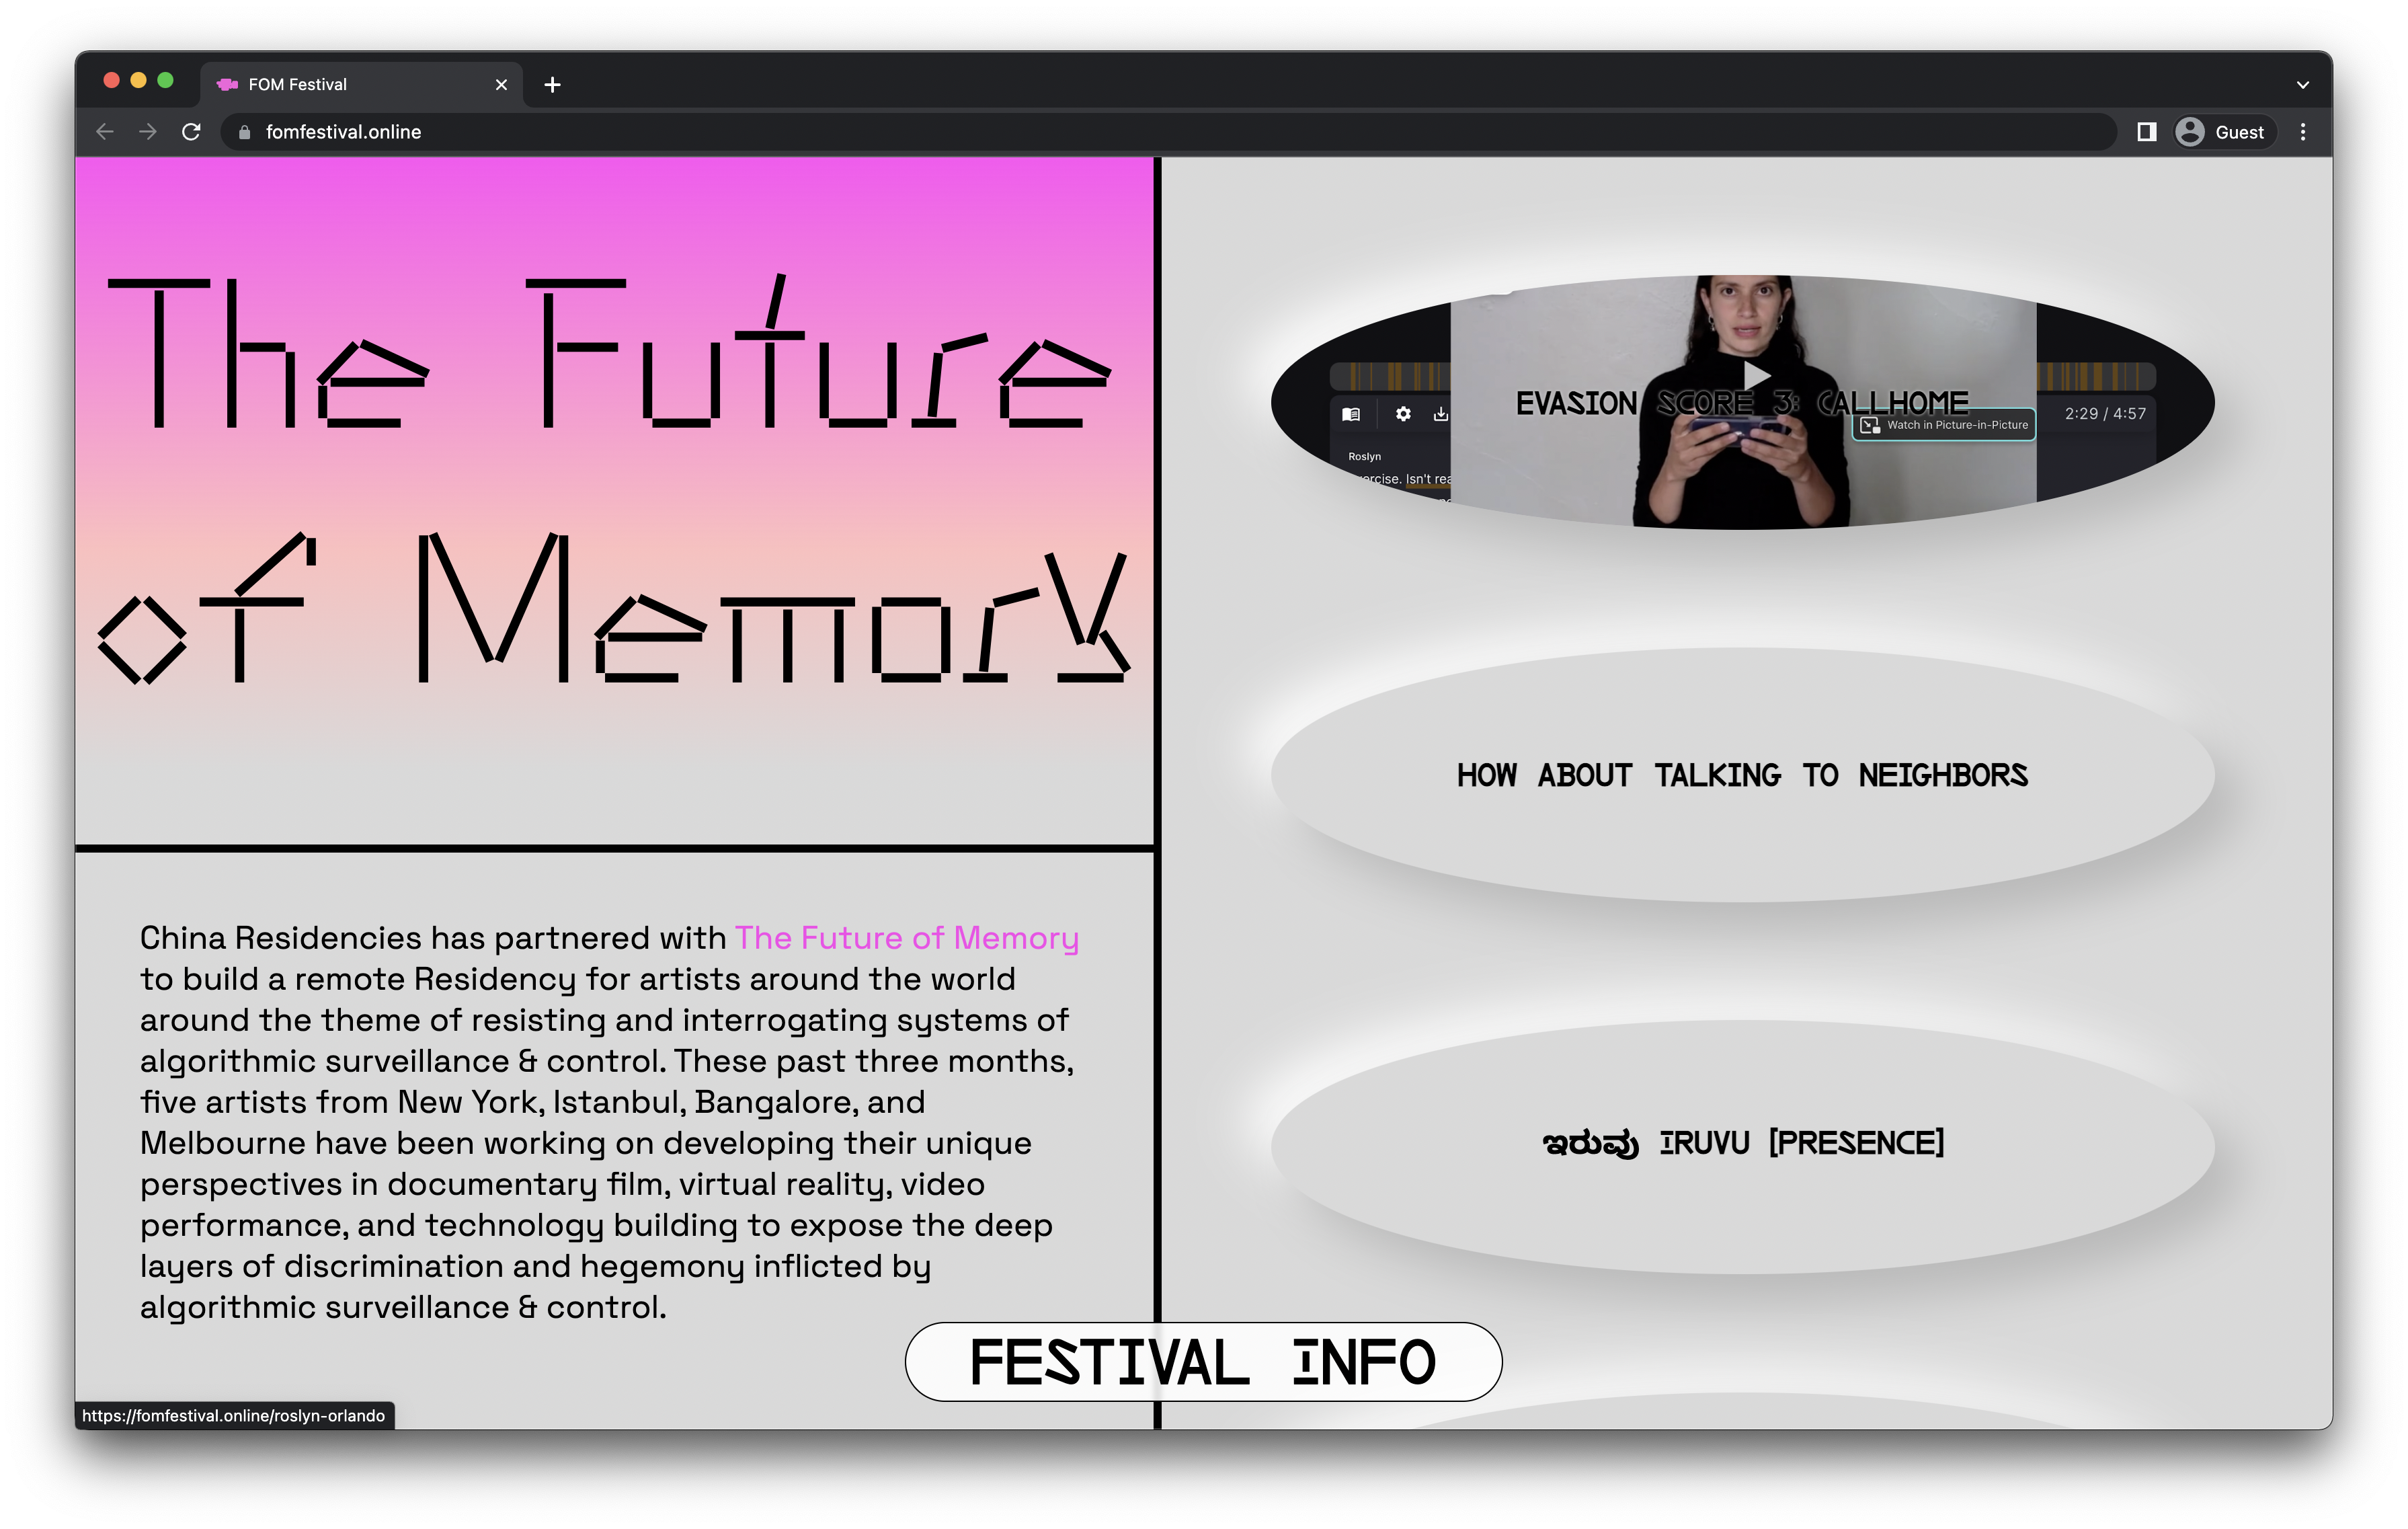 FOM Festival
fomfestival.online
Guest
The Future
of Memory
China Residencies has partnered with The Future of Memory
to build a remote Residency for artists around the world
around the theme of resisting and interrogating systems of
algorithmic surveillance & control. These past three months,
five artists from New York, Istanbul, Bangalore, and
Melbourne have been working on developing their unique
perspectives in documentary film, virtual reality, video
performance, and technology building to expose the deep
layers of discrimination and hegemony inflicted by
algorithmic surveillance & control.
EVASION SCORE 3: CALLHOME
Watch in Picture-in-Picture
2:29 / 4:57
Roslyn
Isn't
HOW ABOUT TALKING TO NEIGHBORS
ಇರುವು IRUVU [PRESENCE]
FESTIVAL INFO
https://fomfestival.online/roslyn-orlando